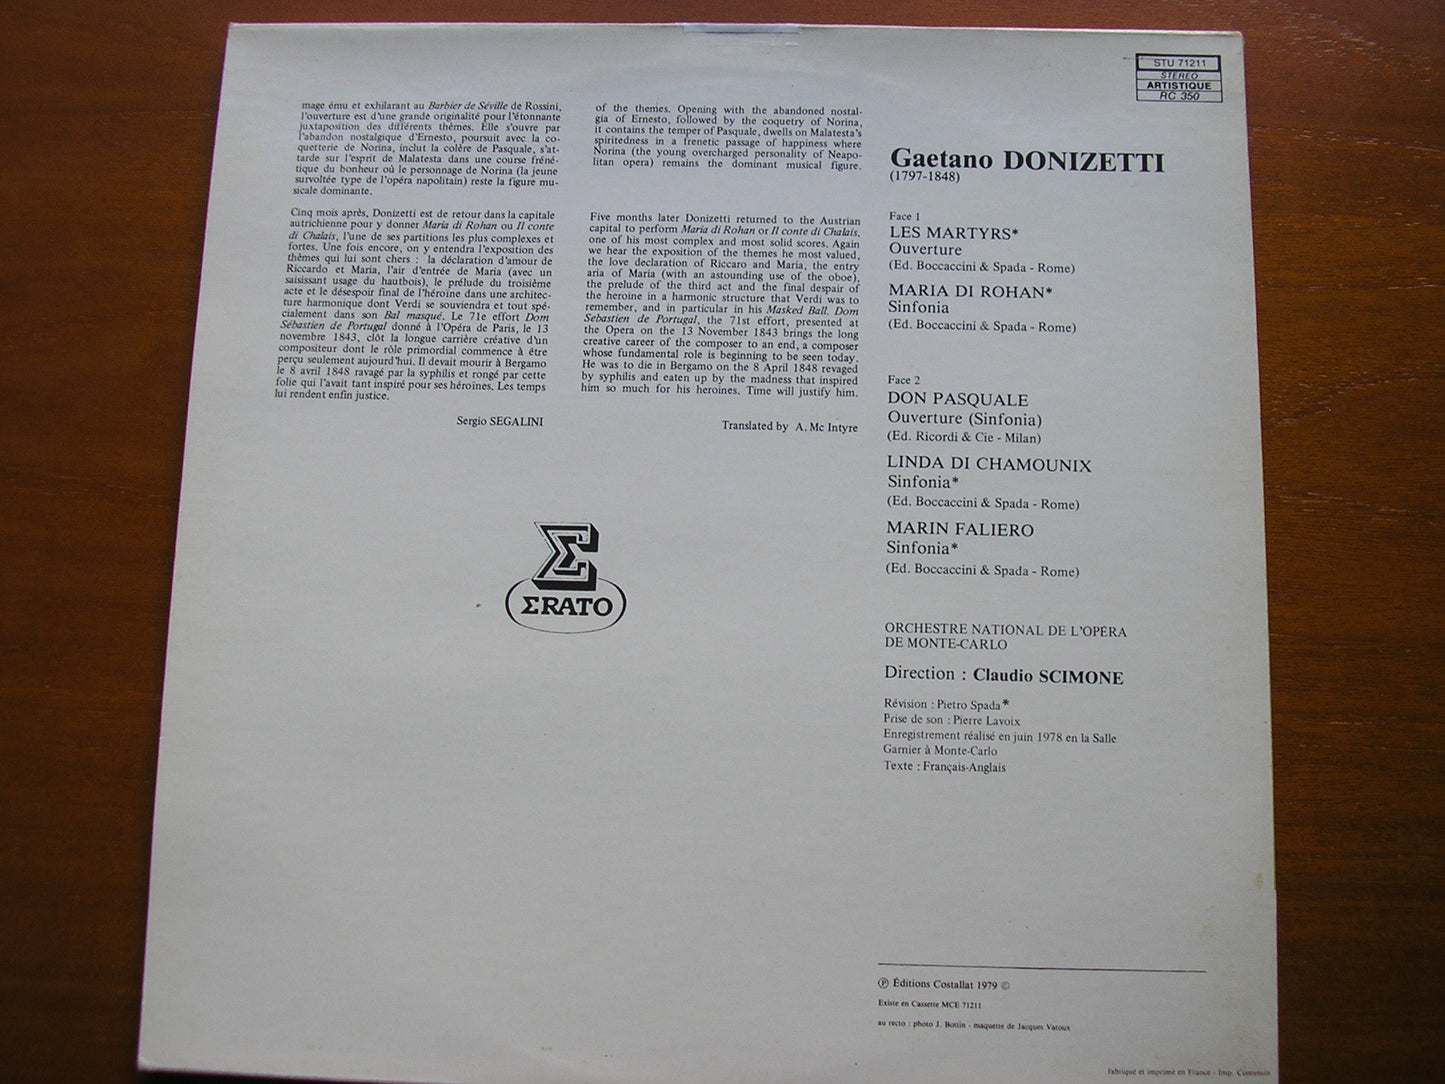 mage ému et exhilarant au Barbier de Séville de Rossini,
l'ouverture est d'une grande originalité pour l'étonnante
juxtaposition des différents thèmes. Elle s'ouvre par
l'abandon nostalgique d'Ernesto, poursuit avec la co-
quetterie de Norina, inclut la colère de Pasquale, s'at-
tarde sur l'esprit de Malatesta dans une course fréné-
tique du bonheur où le personnage de Norina (la jeune
survoltée type de l'opéra napolitain) reste la figure mu-
sicale dominante.
Cinq mois après, Donizetti est de retour dans la capitale
autrichienne pour y donner Maria di Rohan ou Il conte
di Chalais, l'une de ses partitions les plus complexes et
fortes. Une fois encore, on y entendra l'exposition des
thèmes qui lui sont chers : la déclaration d'amour de
Riccardo et Maria, l'air d'entrée de Maria (avec un
saisissant usage du hautbois), le prélude du troisième
acte et le désespoir final de l'héroïne dans une architec-
ture harmonique dont Verdi se souviendra et tout spé-
cialement dans son Bal masqué. Le 71e effort Dom
Sébastien de Portugal donné à l'Opéra de Paris, le 13
novembre 1843, clôt la longue carrière créative d'un
compositeur dont le rôle primordial commence à être
perçu seulement aujourd'hui. Il devait mourir à Bergamo
le 8 avril 1848 ravagé par la syphilis et rongé par cette
folie qui l'avait tant inspiré pour ses héroïnes. Les temps
lui rendent enfin justice.
Sergio SEGALINI
of the themes. Opening with the abandoned nostal-
gia of Ernesto, followed by the coquetry of Norina,
it contains the temper of Pasquale, dwells on Malatesta's
spiritedness in a frenetic passage of happiness where
Norina (the young overcharged personality of Neapo-
litan opera) remains the dominant musical figure.
Five months later Donizetti returned to the Austrian
capital to perform Maria di Rohan or Il conte di Chalais,
one of his most complex and most solid scores. Again
we hear the exposition of the themes he most valued,
the love declaration of Riccaro and Maria, the entry
aria of Maria (with an astounding use of the oboe),
the prelude of the third act and the final despair of
the heroine in a harmonic structure that Verdi was to
remember, and in particular in his Masked Ball. Dom
Sebastien de Portugal, the 71st effort, presented at
the Opera on the 13 November 1843 brings the long
creative career of the composer to an end, a composer
whose fundamental role is beginning to be seen today.
He was to die in Bergamo on the 8 April 1848 revaged
by syphilis and eaten up by the madness that inspired
him so much for his heroines. Time will justify him.
Translated by A. Mc Intyre
ΣRATO
STU 71211
STEREO
ARTISTIQUE
RC 350
Gaetano DONIZETTI
(1797-1848)
Face 1
LES MARTYRS*
Ouverture
(Ed. Boccaccini & Spada - Rome)
MARIA DI ROHAN*
Sinfonia
(Ed. Boccaccini & Spada - Rome)
Face 2
DON PASQUALE
Ouverture (Sinfonia)
(Ed. Ricordi & Cie - Milan)
LINDA DI CHAMOUNIX
Sinfonia*
(Ed. Boccaccini & Spada - Rome)
MARIN FALIERO
Sinfonia*
(Ed. Boccaccini & Spada - Rome)
ORCHESTRE NATIONAL DE L'OPÉRA
DE MONTE-CARLO
Direction : Claudio SCIMONE
Révision : Pietro Spada*
Prise de son : Pierre Lavoix
Enregistrement réalisé en juin 1978 en la Salle
Garnier à Monte-Carlo
Texte : Français-Anglais
Ⓟ Éditions Costallat 1979 ©
Existe en Cassette MCE 71211
au recto : photo J. Bottin - maquette de Jacques Vatoux
fabriqué et imprimé en France - Imp.